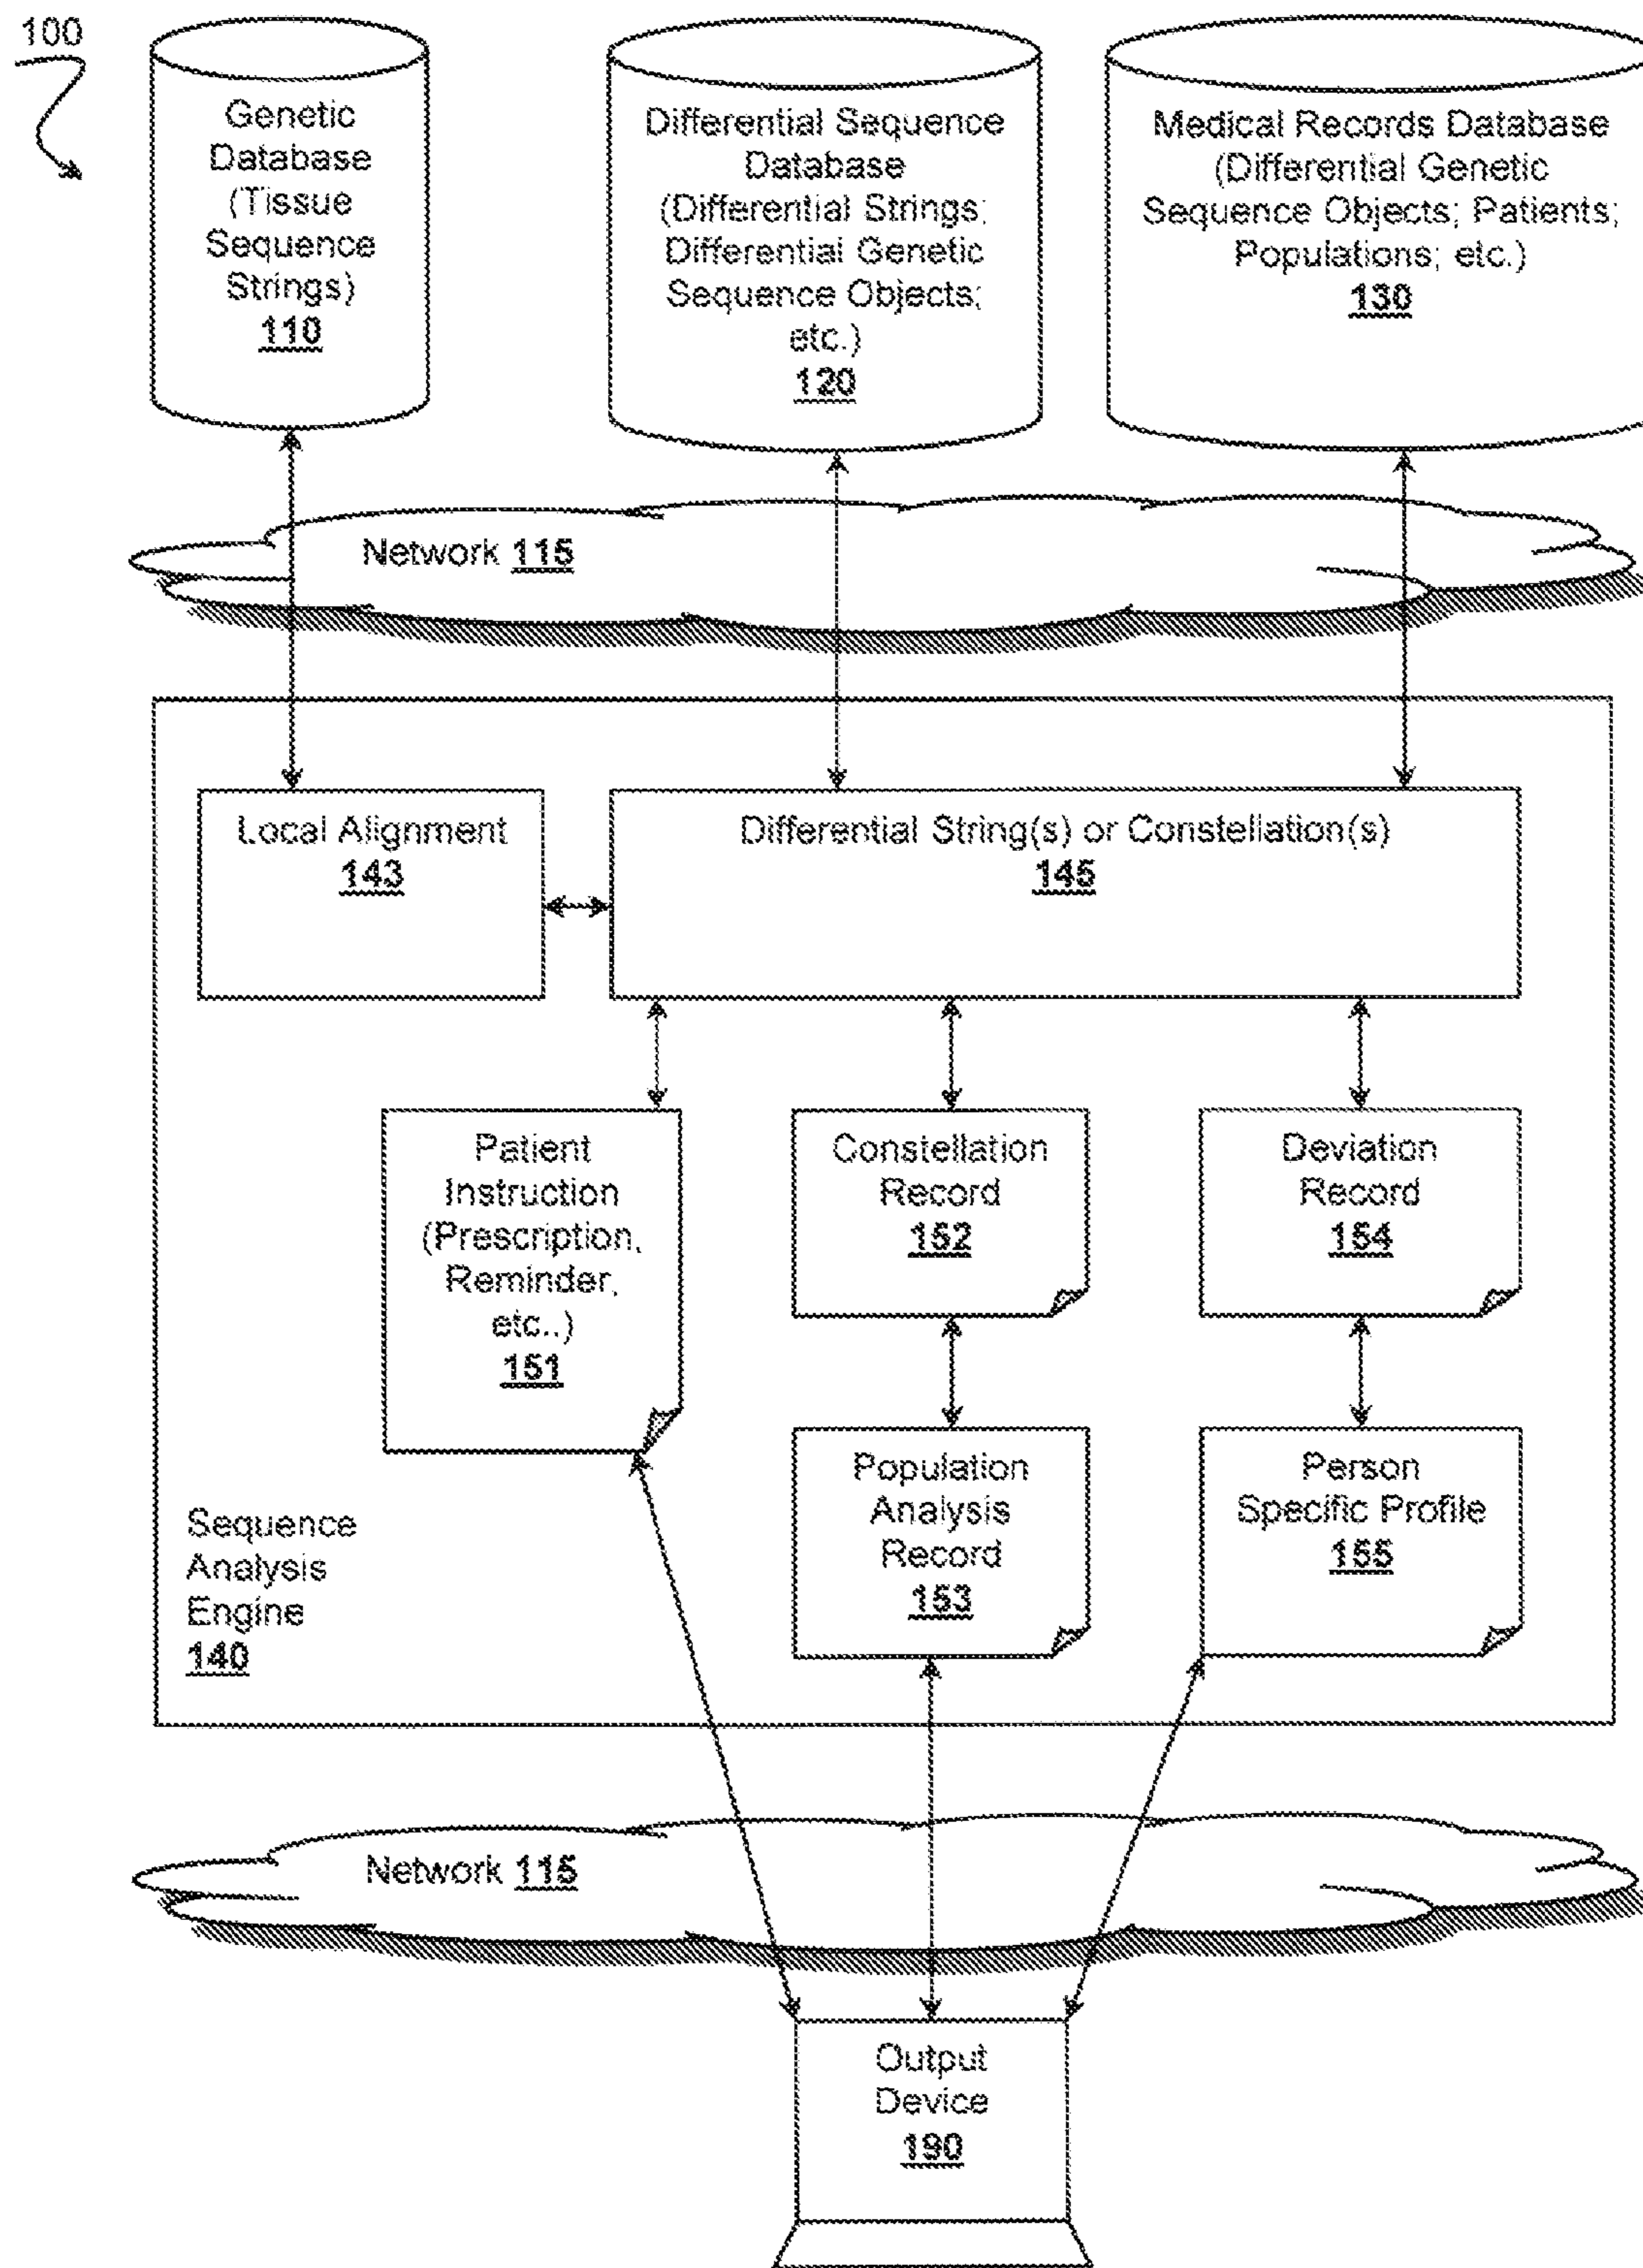 100
Genetic
Database
(Tissue
Sequence
Strings)
110
Differential Sequence
Database
(Differential Strings;
Differential Genetic
Sequence Objects;
etc.)
120
Medical Records Database
(Differential Genetic
Sequence Objects; Patients;
Populations; etc.)
130
Network 115
Local Alignment
143
Differential String(s) or Constellation(s)
145
Patient
Instruction
(Prescription,
Reminder,
etc..)
151
Constellation
Record
152
Deviation
Record
154
Population
Analysis
Record
153
Person
Specific Profile
155
Sequence
Analysis
Engine
140
Network 115
Output
Device
190